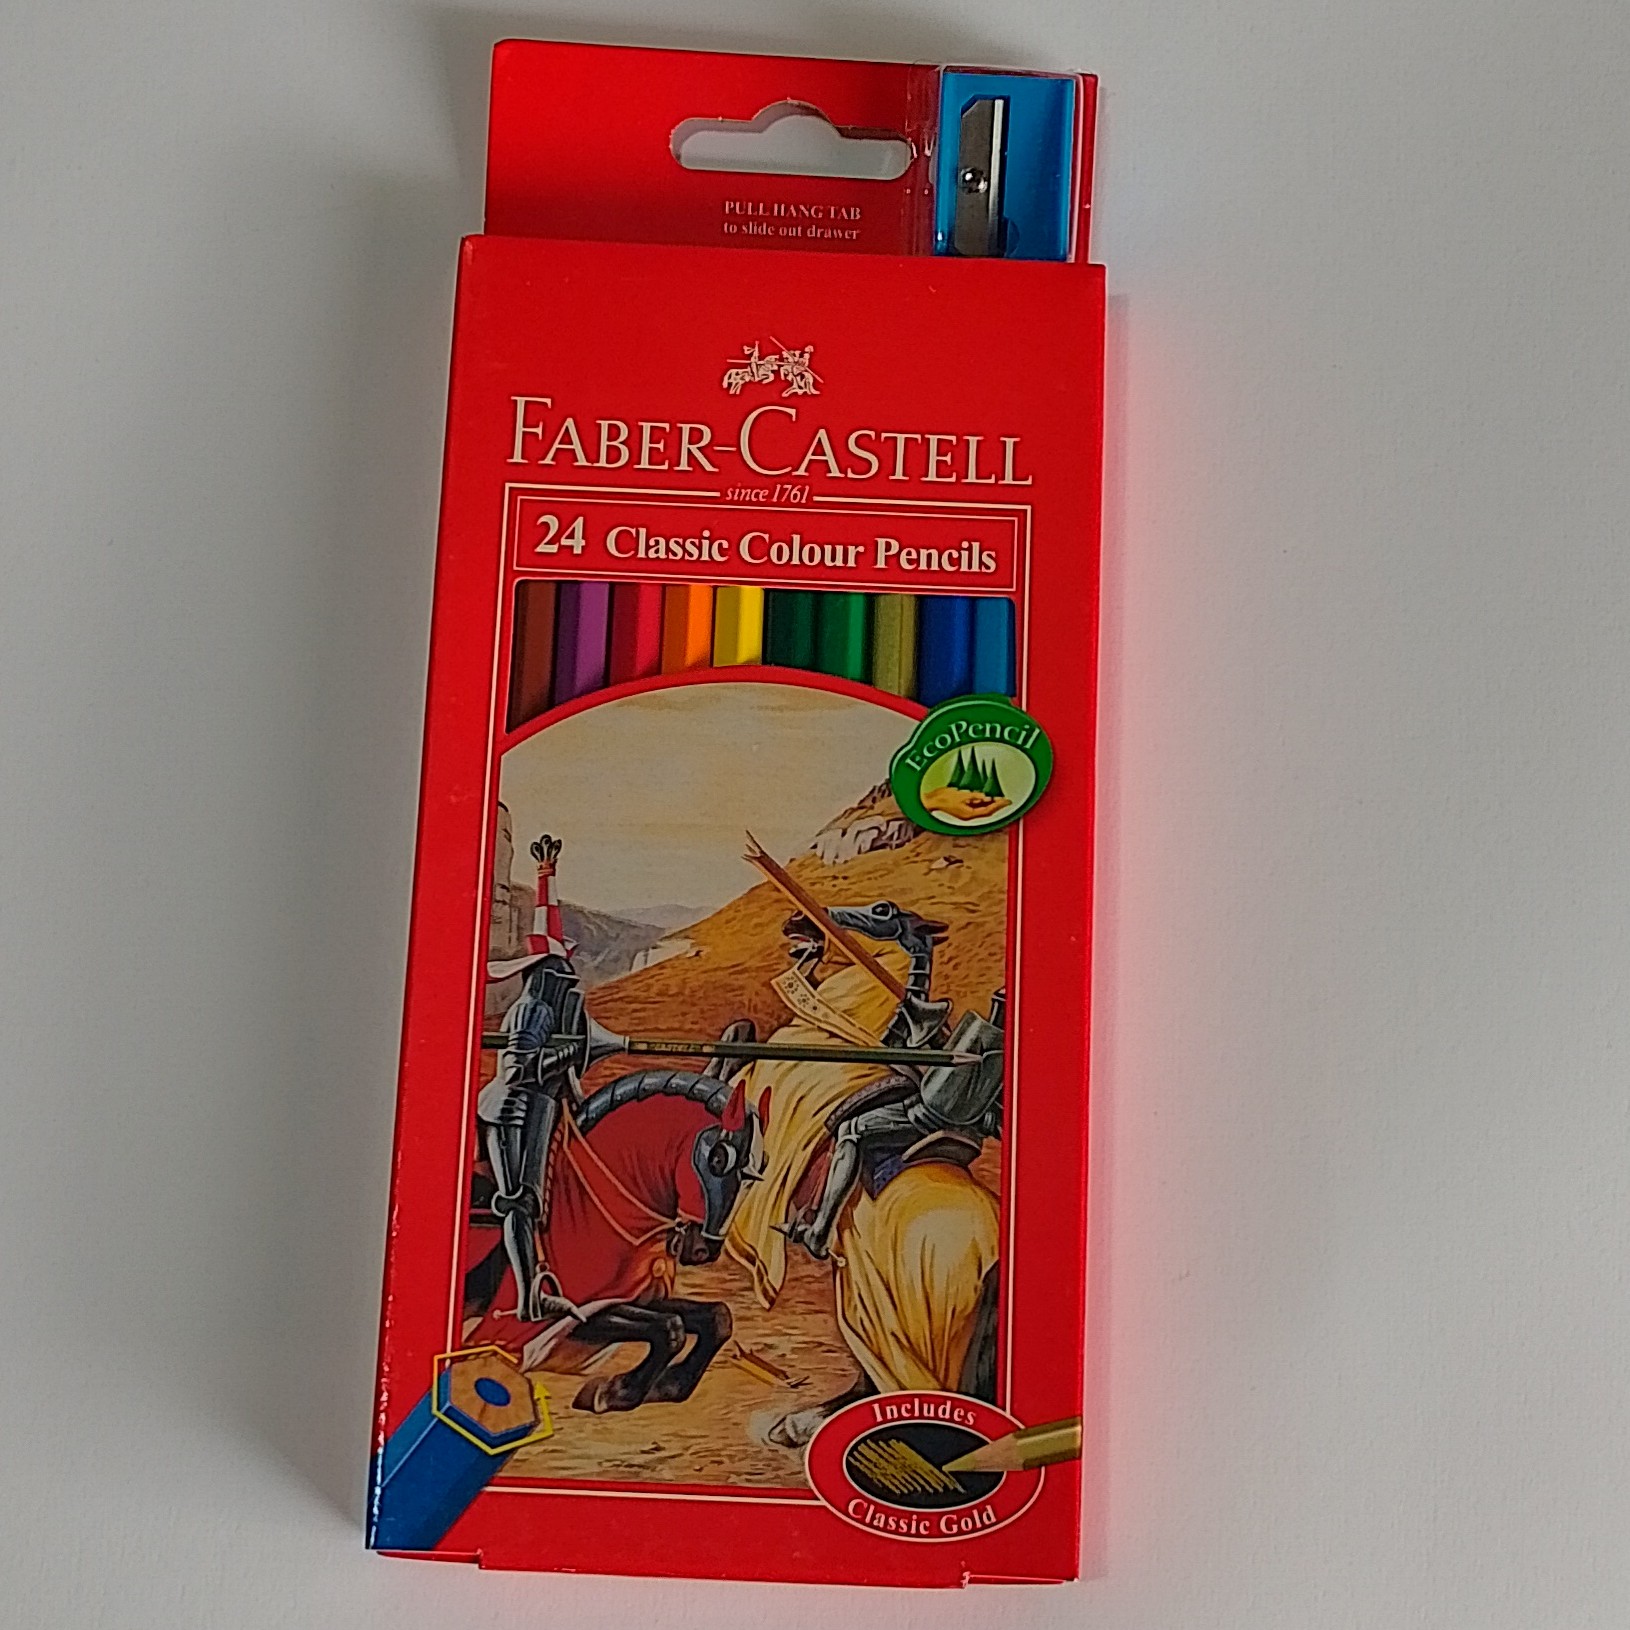 PULL HANG TAB
to slide out drawer
FABER-CASTELL
since 1761
24 Classic Colour Pencils
EcoPencil
Includes
Classic Gold